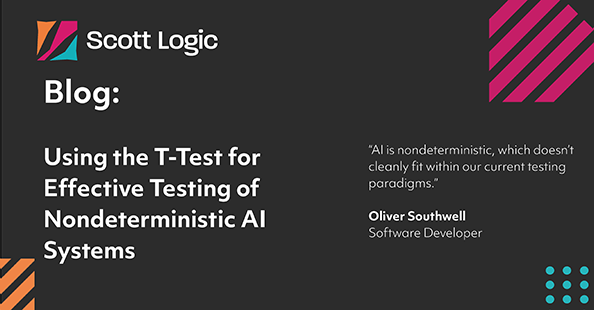 Scott Logic
Blog:
Using the T-Test for
Effective Testing of
Nondeterministic AI
Systems
“AI is nondeterministic, which doesn’t
cleanly fit within our current testing
paradigms.”
Oliver Southwell
Software Developer